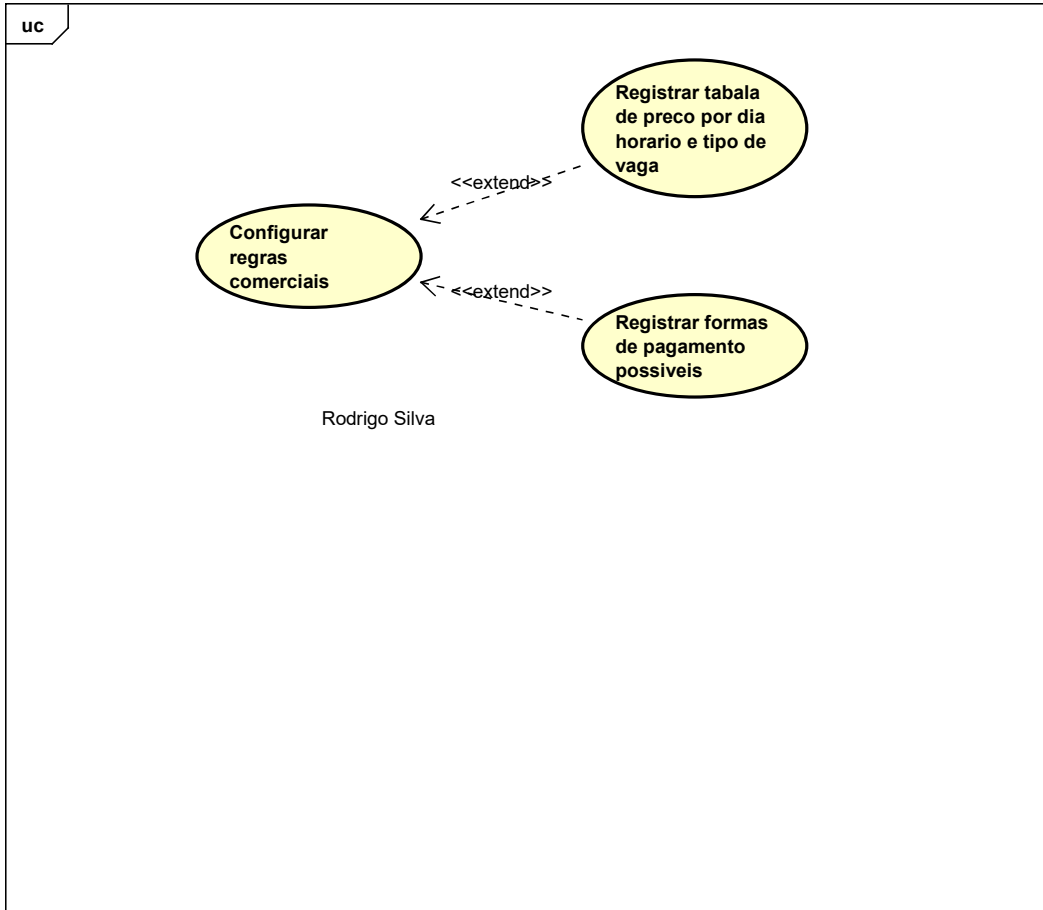 uc
Registrar tabala
de preco por dia
horario e tipo de
vaga
<<extend>>
Configurar
regras
comerciais
<<extend>>
Registrar formas
de pagamento
possiveis
Rodrigo Silva